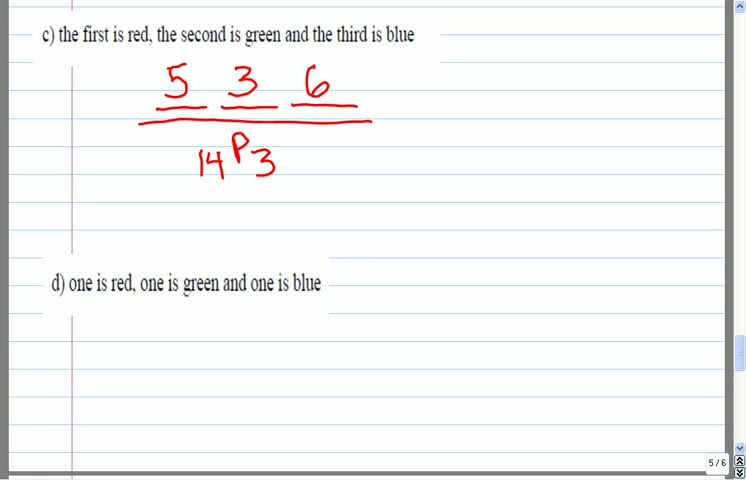 c) the first is red, the second is green and the third is blue
5 3 6
14P3
d) one is red, one is green and one is blue
5 / 6